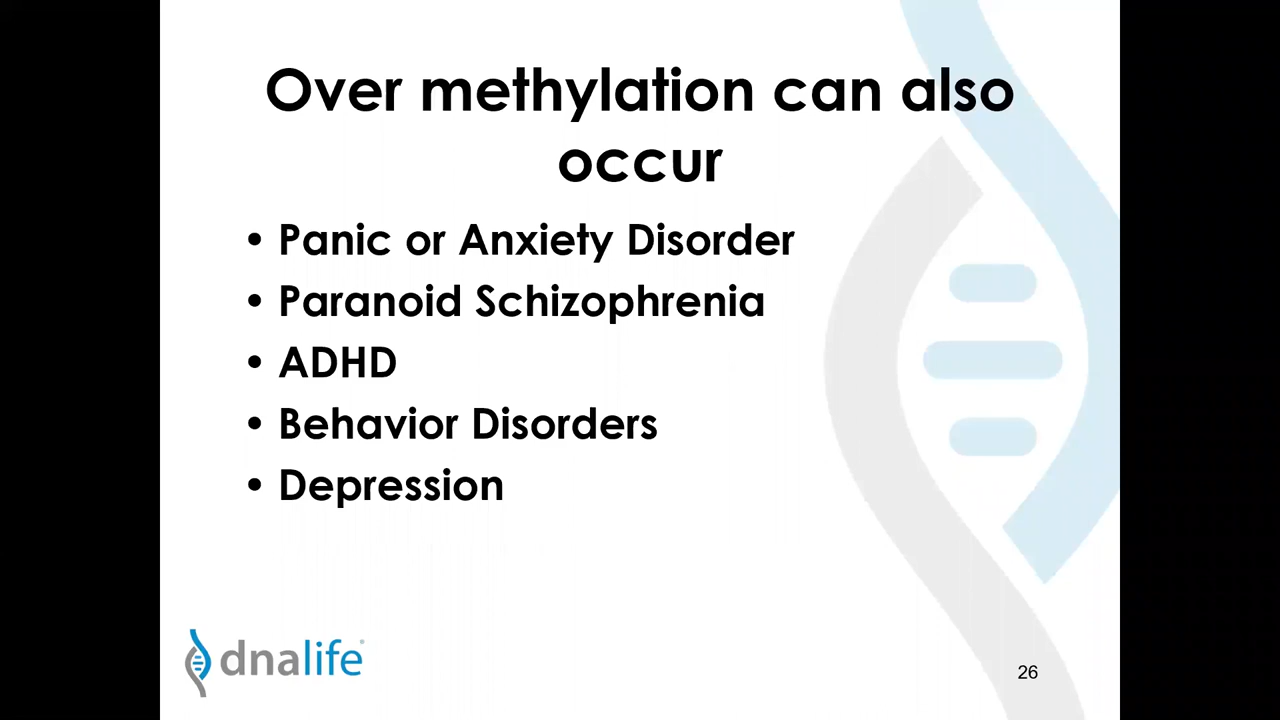 Over methylation can also
occur
• Panic or Anxiety Disorder
• Paranoid Schizophrenia
• ADHD
• Behavior Disorders
• Depression
dnalife
26